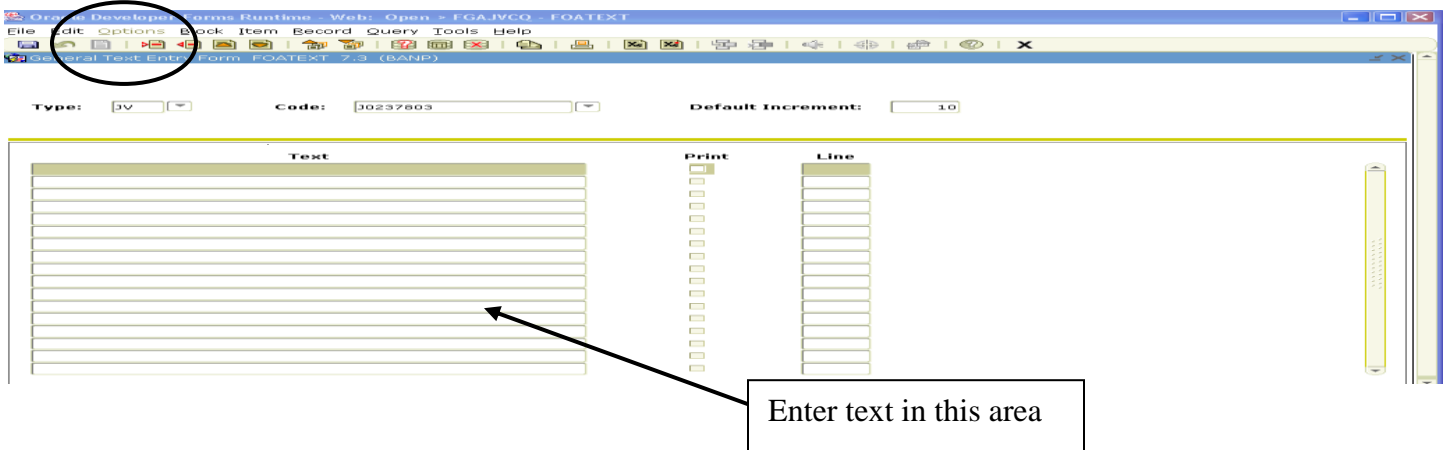 Oracle Developer Forms Runtime - Web: Open > FGAJVCQ - FOATEXT
File Edit Options Block Item Record Query Tools Help
General Text Entry Form FOATEXT 7.3 (BANP)
Type: JV Code: J0237803 Default Increment: 10
Text Print Line
Enter text in this area